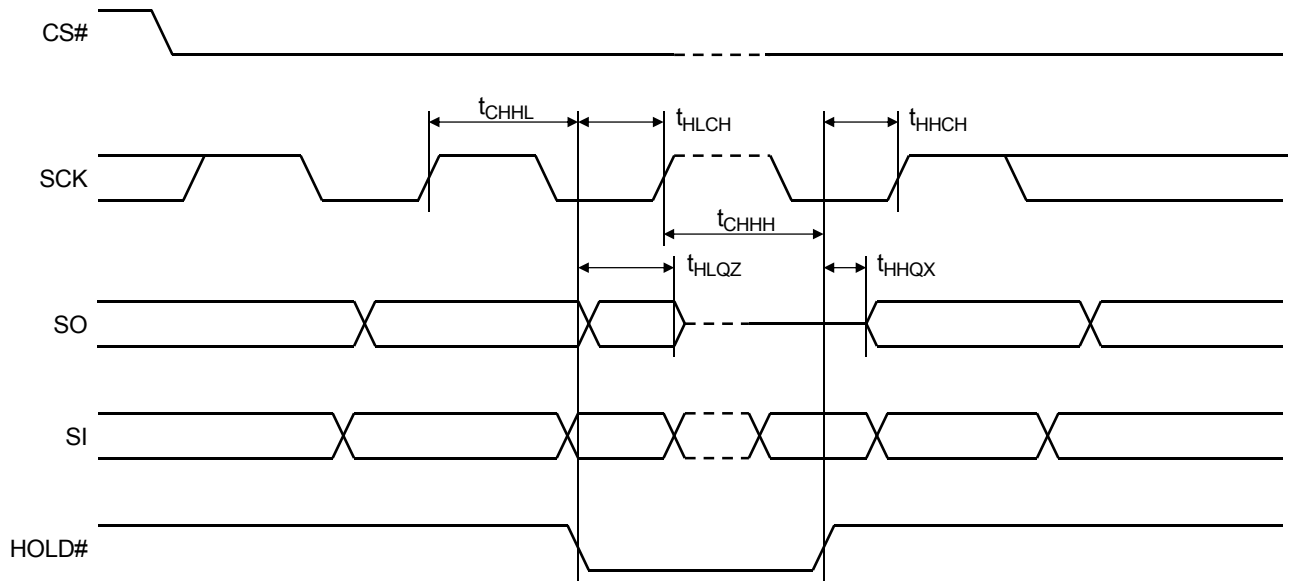 CS#
tCHHL
tHLCH
tHHCH
SCK
tCHHH
tHLQZ
tHHQX
SO
SI
HOLD#